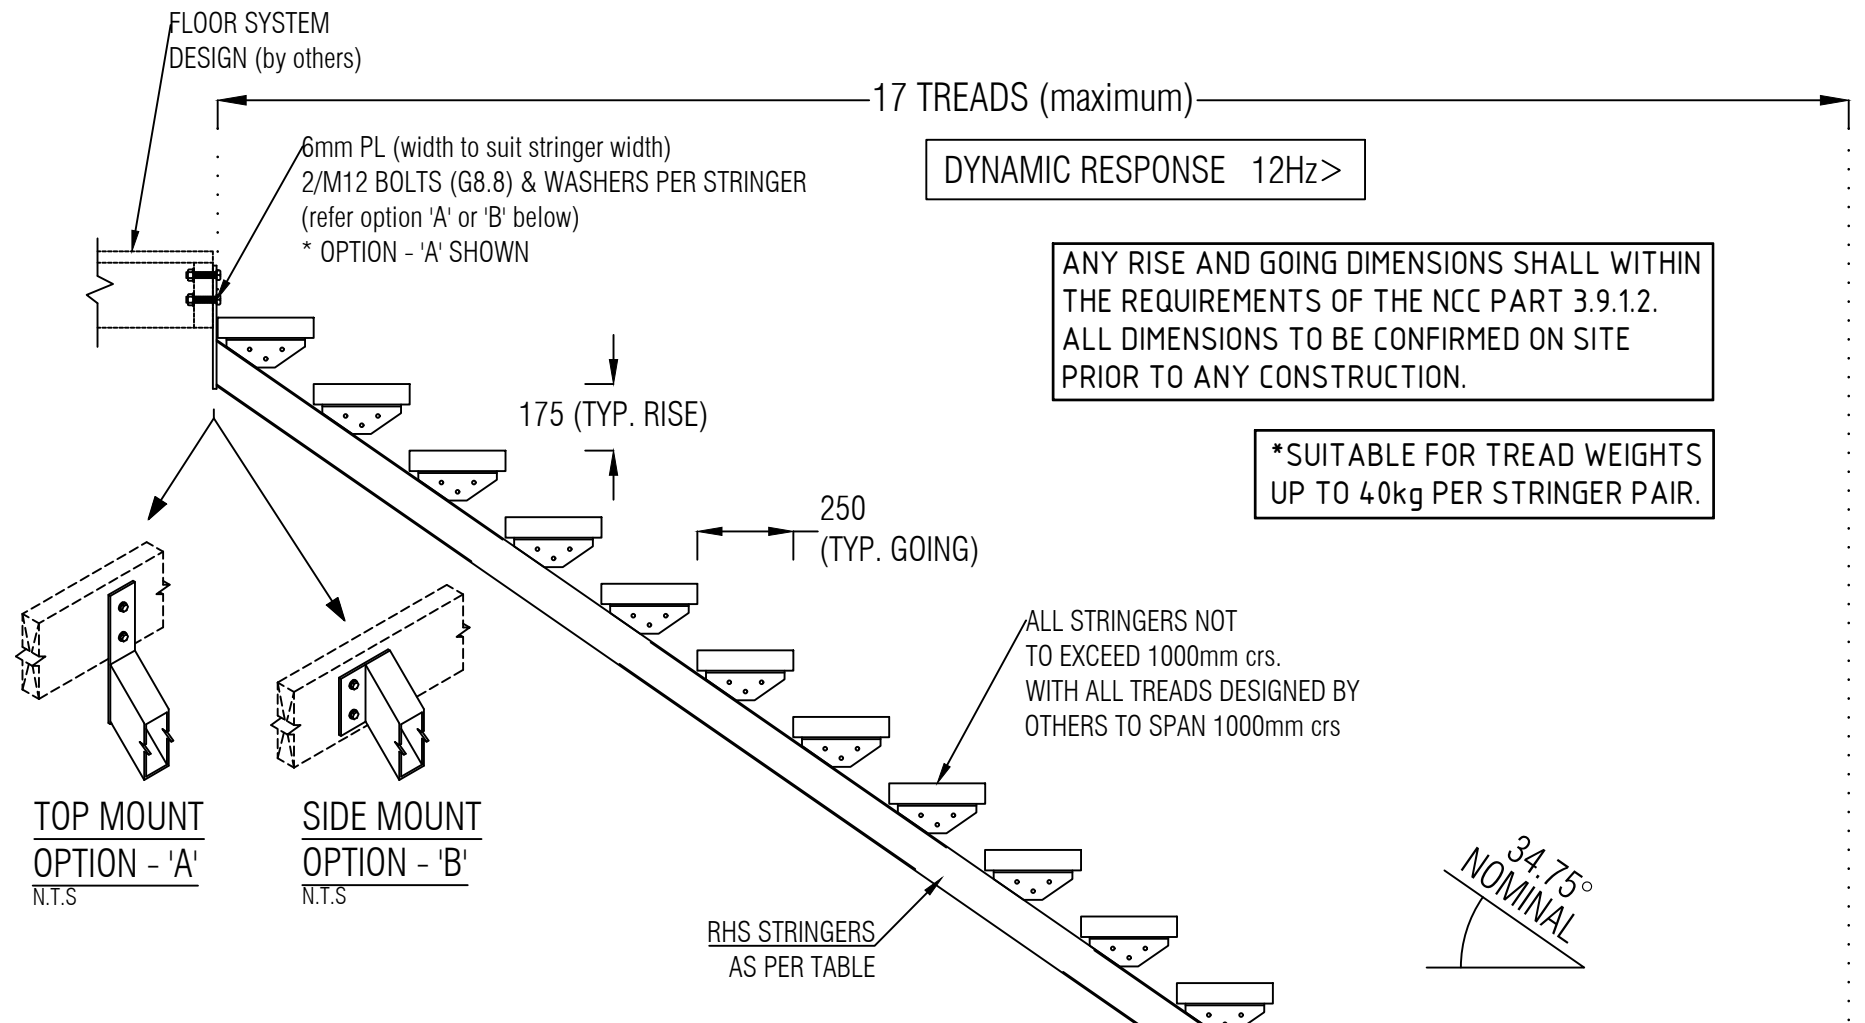 FLOOR SYSTEM
DESIGN (by others)
17 TREADS (maximum)
6mm PL (width to suit stringer width)
2/M12 BOLTS (G8.8) & WASHERS PER STRINGER
(refer option 'A' or 'B' below)
* OPTION - 'A' SHOWN
DYNAMIC RESPONSE 12Hz>
ANY RISE AND GOING DIMENSIONS SHALL WITHIN
THE REQUIREMENTS OF THE NCC PART 3.9.1.2.
ALL DIMENSIONS TO BE CONFIRMED ON SITE
PRIOR TO ANY CONSTRUCTION.
175 (TYP. RISE)
*SUITABLE FOR TREAD WEIGHTS
UP TO 40kg PER STRINGER PAIR.
250
(TYP. GOING)
ALL STRINGERS NOT
TO EXCEED 1000mm crs.
WITH ALL TREADS DESIGNED BY
OTHERS TO SPAN 1000mm crs
TOP MOUNT
OPTION - 'A'
N.T.S
SIDE MOUNT
OPTION - 'B'
N.T.S
34.75°
NOMINAL
RHS STRINGERS
AS PER TABLE